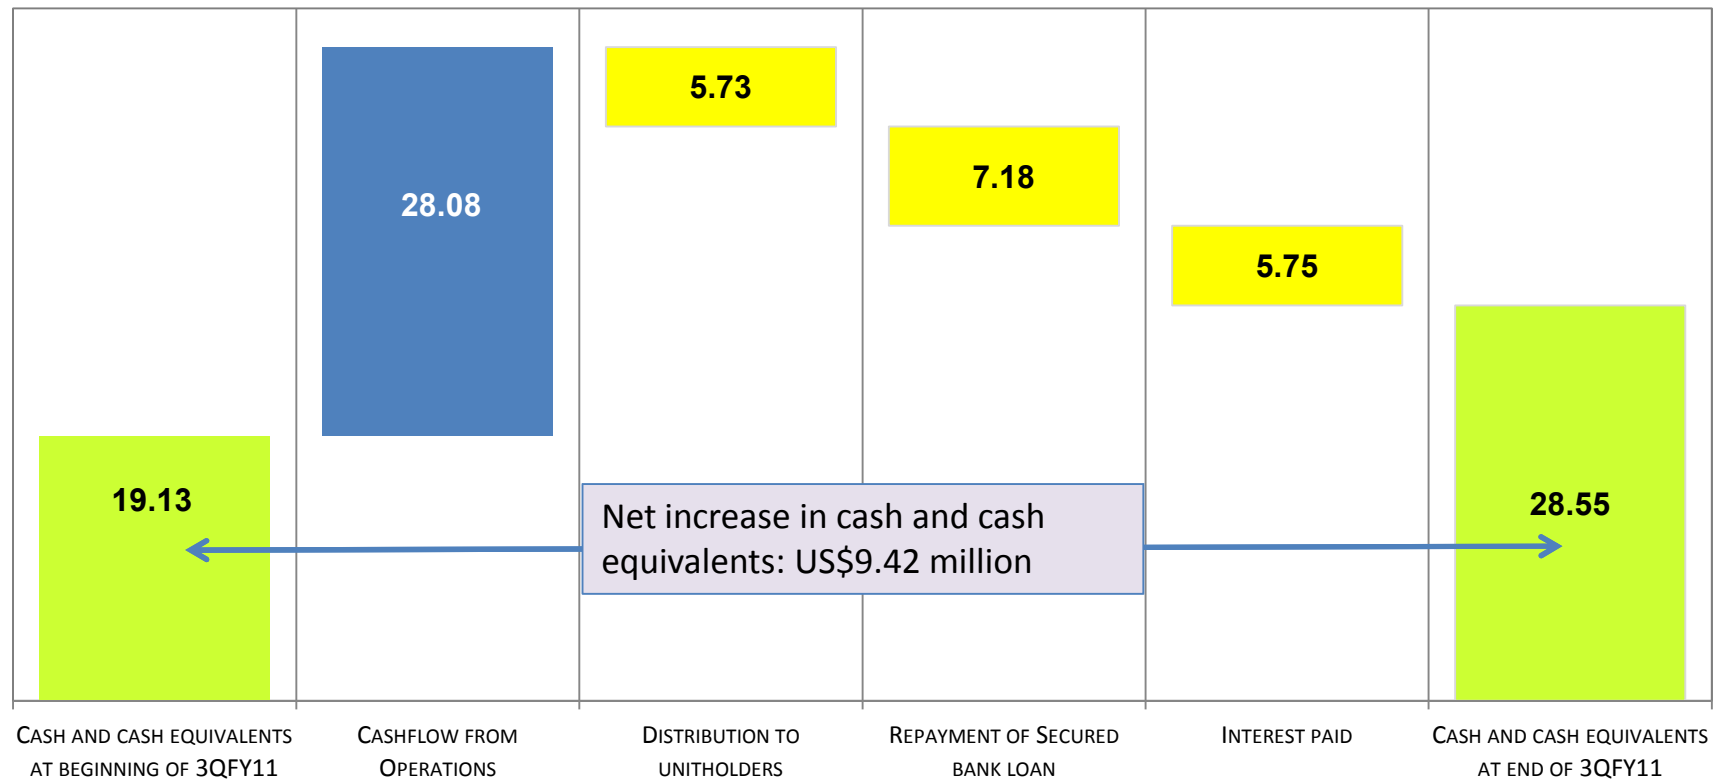 5.73
7.18
28.08
5.75
19.13
Net increase in cash and cash
equivalents: US$9.42 million
28.55
CASH AND CASH EQUIVALENTS
AT BEGINNING OF 3QFY11
CASHFLOW FROM
OPERATIONS
DISTRIBUTION TO
UNITHOLDERS
REPAYMENT OF SECURED
BANK LOAN
INTEREST PAID
CASH AND CASH EQUIVALENTS
AT END OF 3QFY11